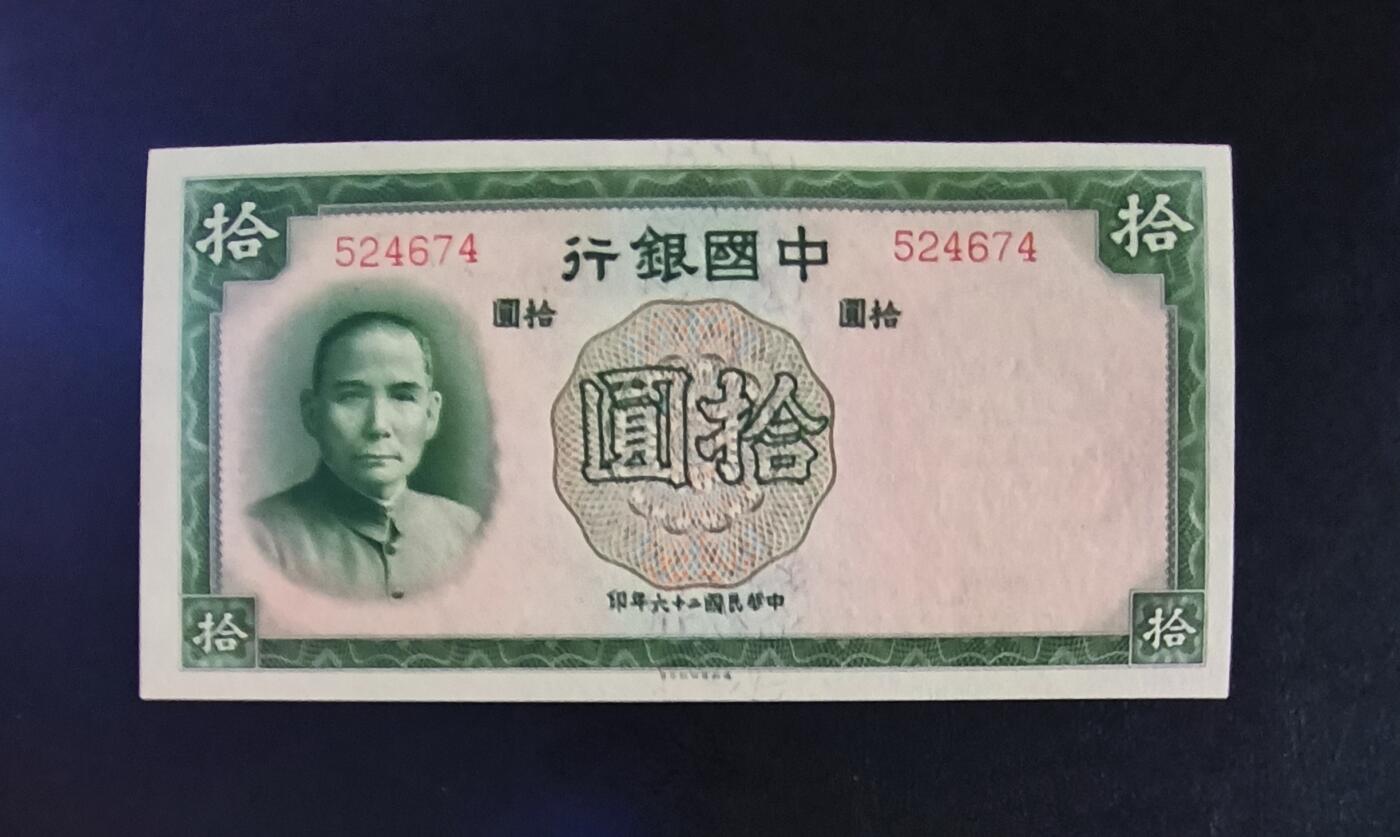 拾 拾
524674 中國銀行 524674
拾圓 拾圓
拾圓
中華民國二十六年印
拾 拾